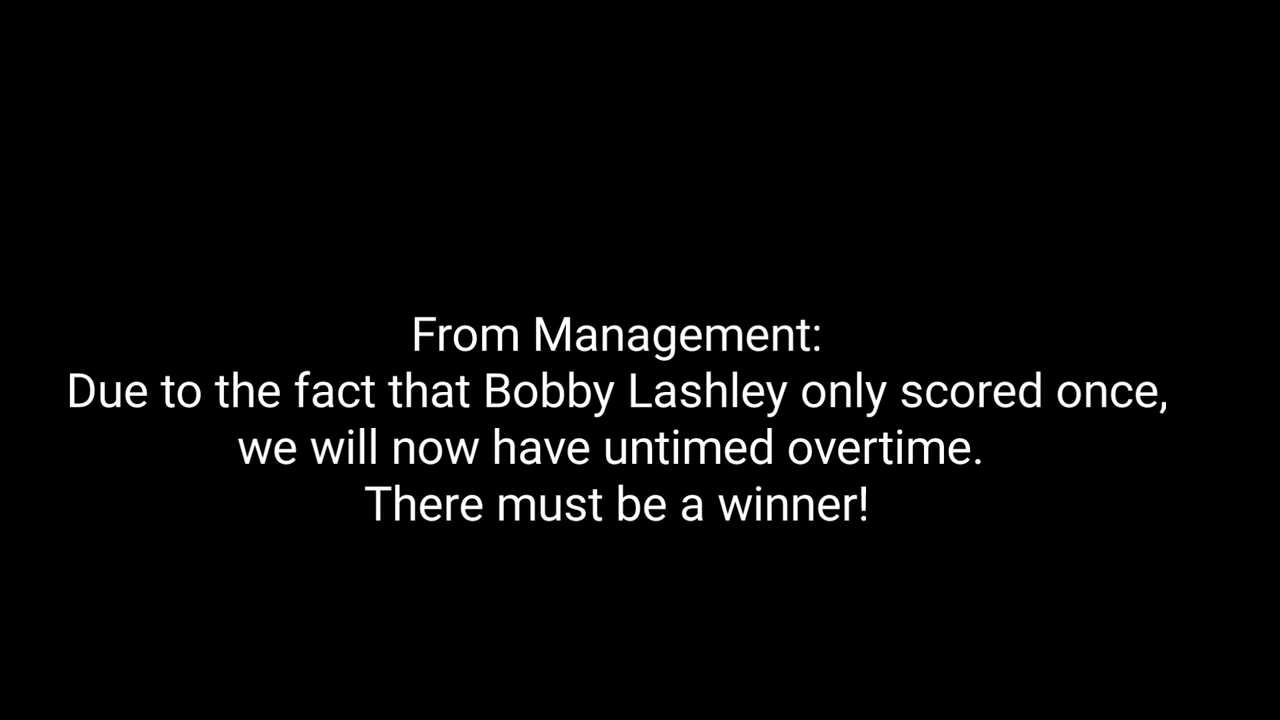 From Management:
Due to the fact that Bobby Lashley only scored once,
we will now have untimed overtime.
There must be a winner!